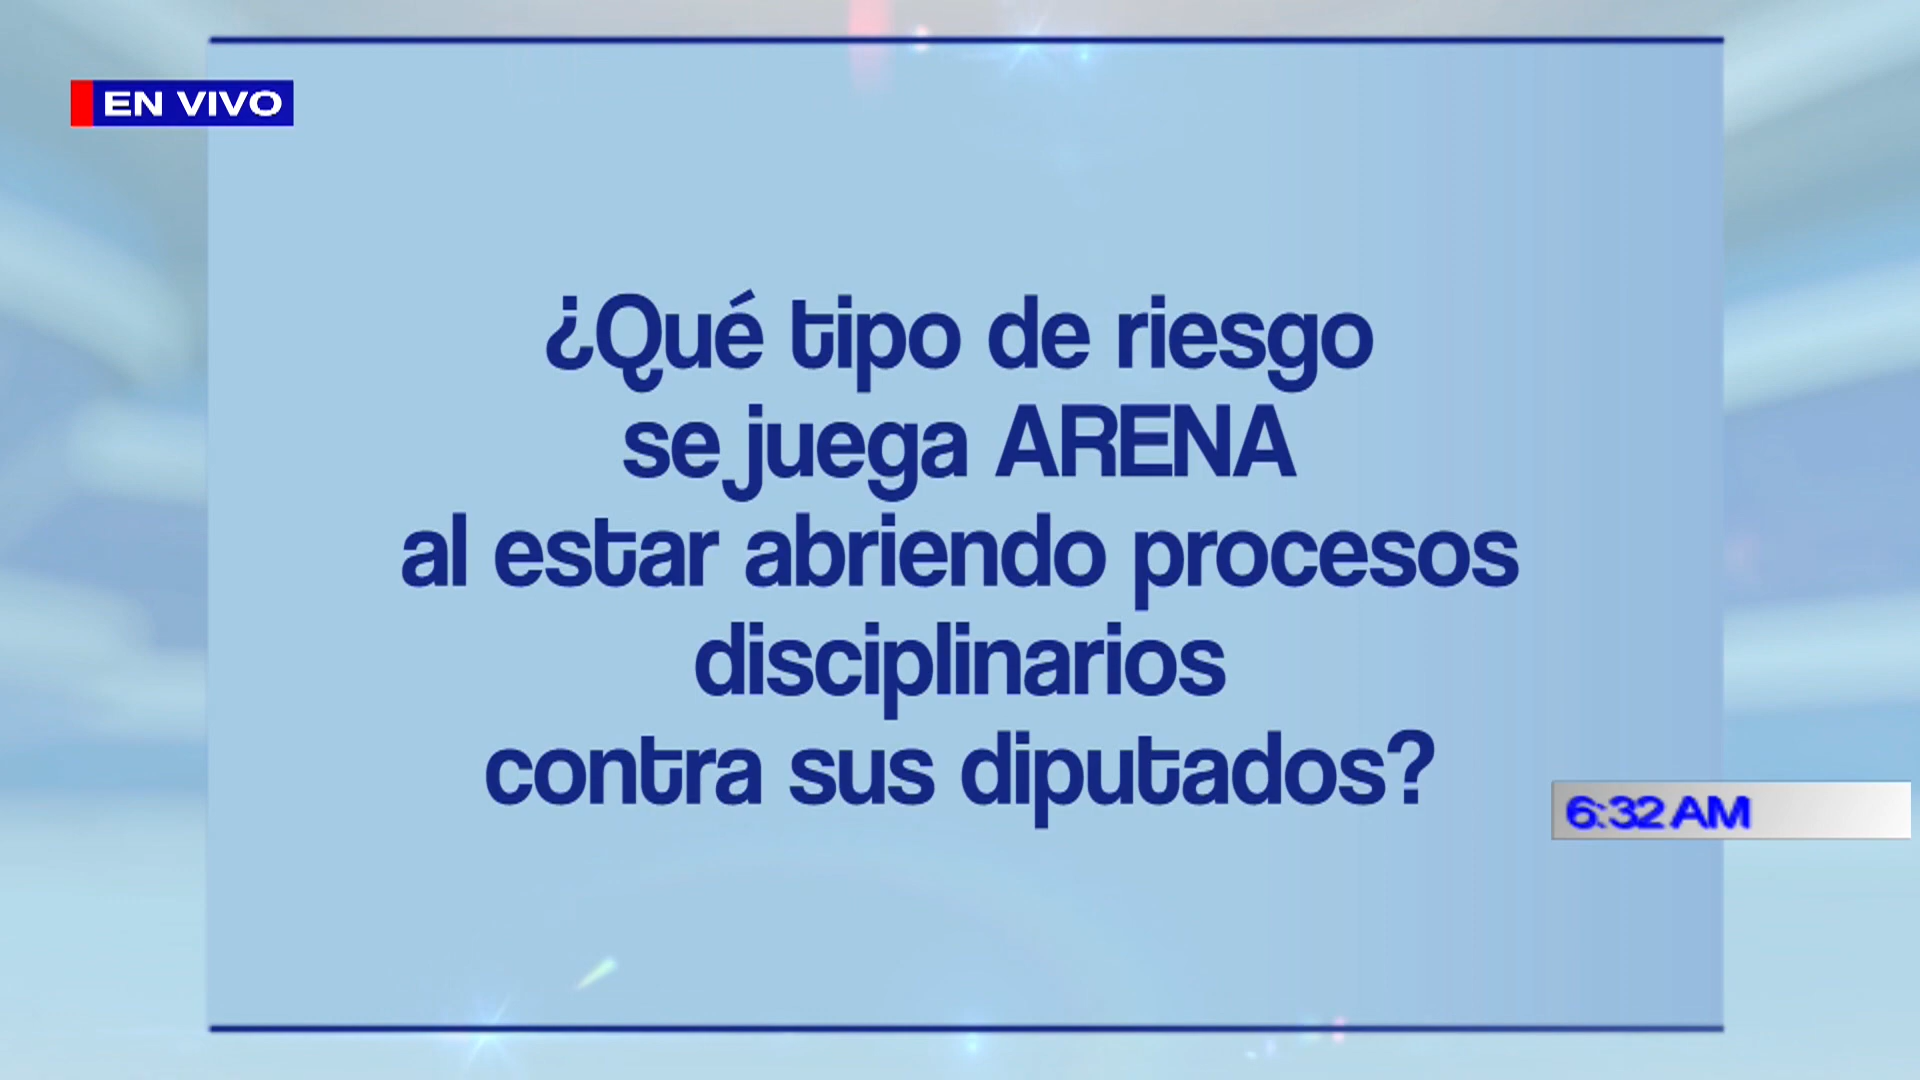 EN VIVO
¿Qué tipo de riesgo
se juega ARENA
al estar abriendo procesos
disciplinarios
contra sus diputados?
6:32 AM